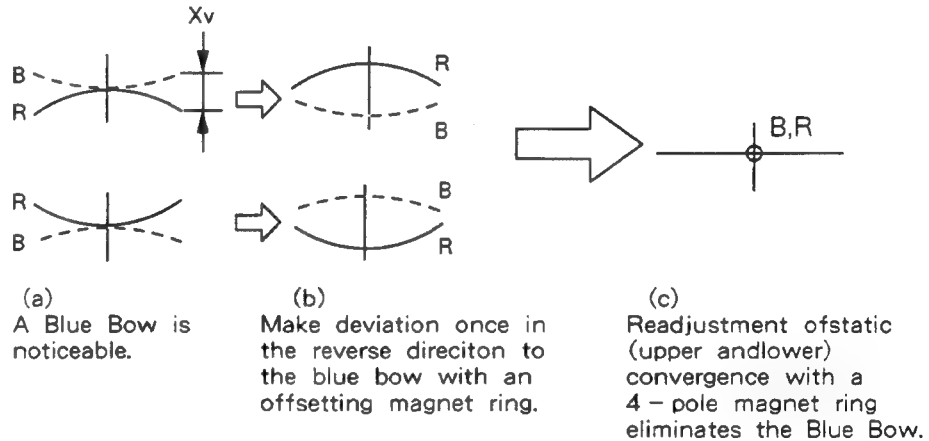 Xv
B
R
R
B
B,R
R
B
B
R
(a)
A Blue Bow is
noticeable.
(b)
Make deviation once in
the reverse direciton to
the blue bow with an
offsetting magnet ring.
(c)
Readjustment ofstatic
(upper andlower)
convergence with a
4 – pole magnet ring
eliminates the Blue Bow.